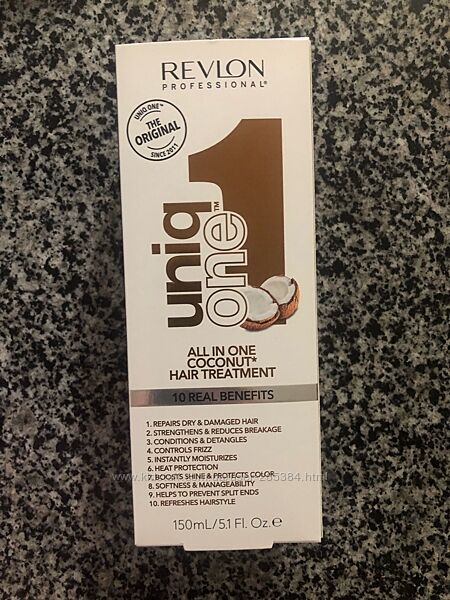 REVLON
PROFESSIONAL®
UNIQ ONE™
THE
ORIGINAL
SINCE 2011
1
uniq
one™
ALL IN ONE
COCONUT*
HAIR TREATMENT
10 REAL BENEFITS
1. REPAIRS DRY & DAMAGED HAIR
2. STRENGTHENS & REDUCES BREAKAGE
3. CONDITIONS & DETANGLES
4. CONTROLS FRIZZ
5. INSTANTLY MOISTURIZES
6. HEAT PROTECTION
7. BOOSTS SHINE & PROTECTS COLOR
8. SOFTNESS & MANAGEABILITY
9. HELPS TO PREVENT SPLIT ENDS
10. REFRESHES HAIRSTYLE
150mL/5.1 Fl. Oz.℮